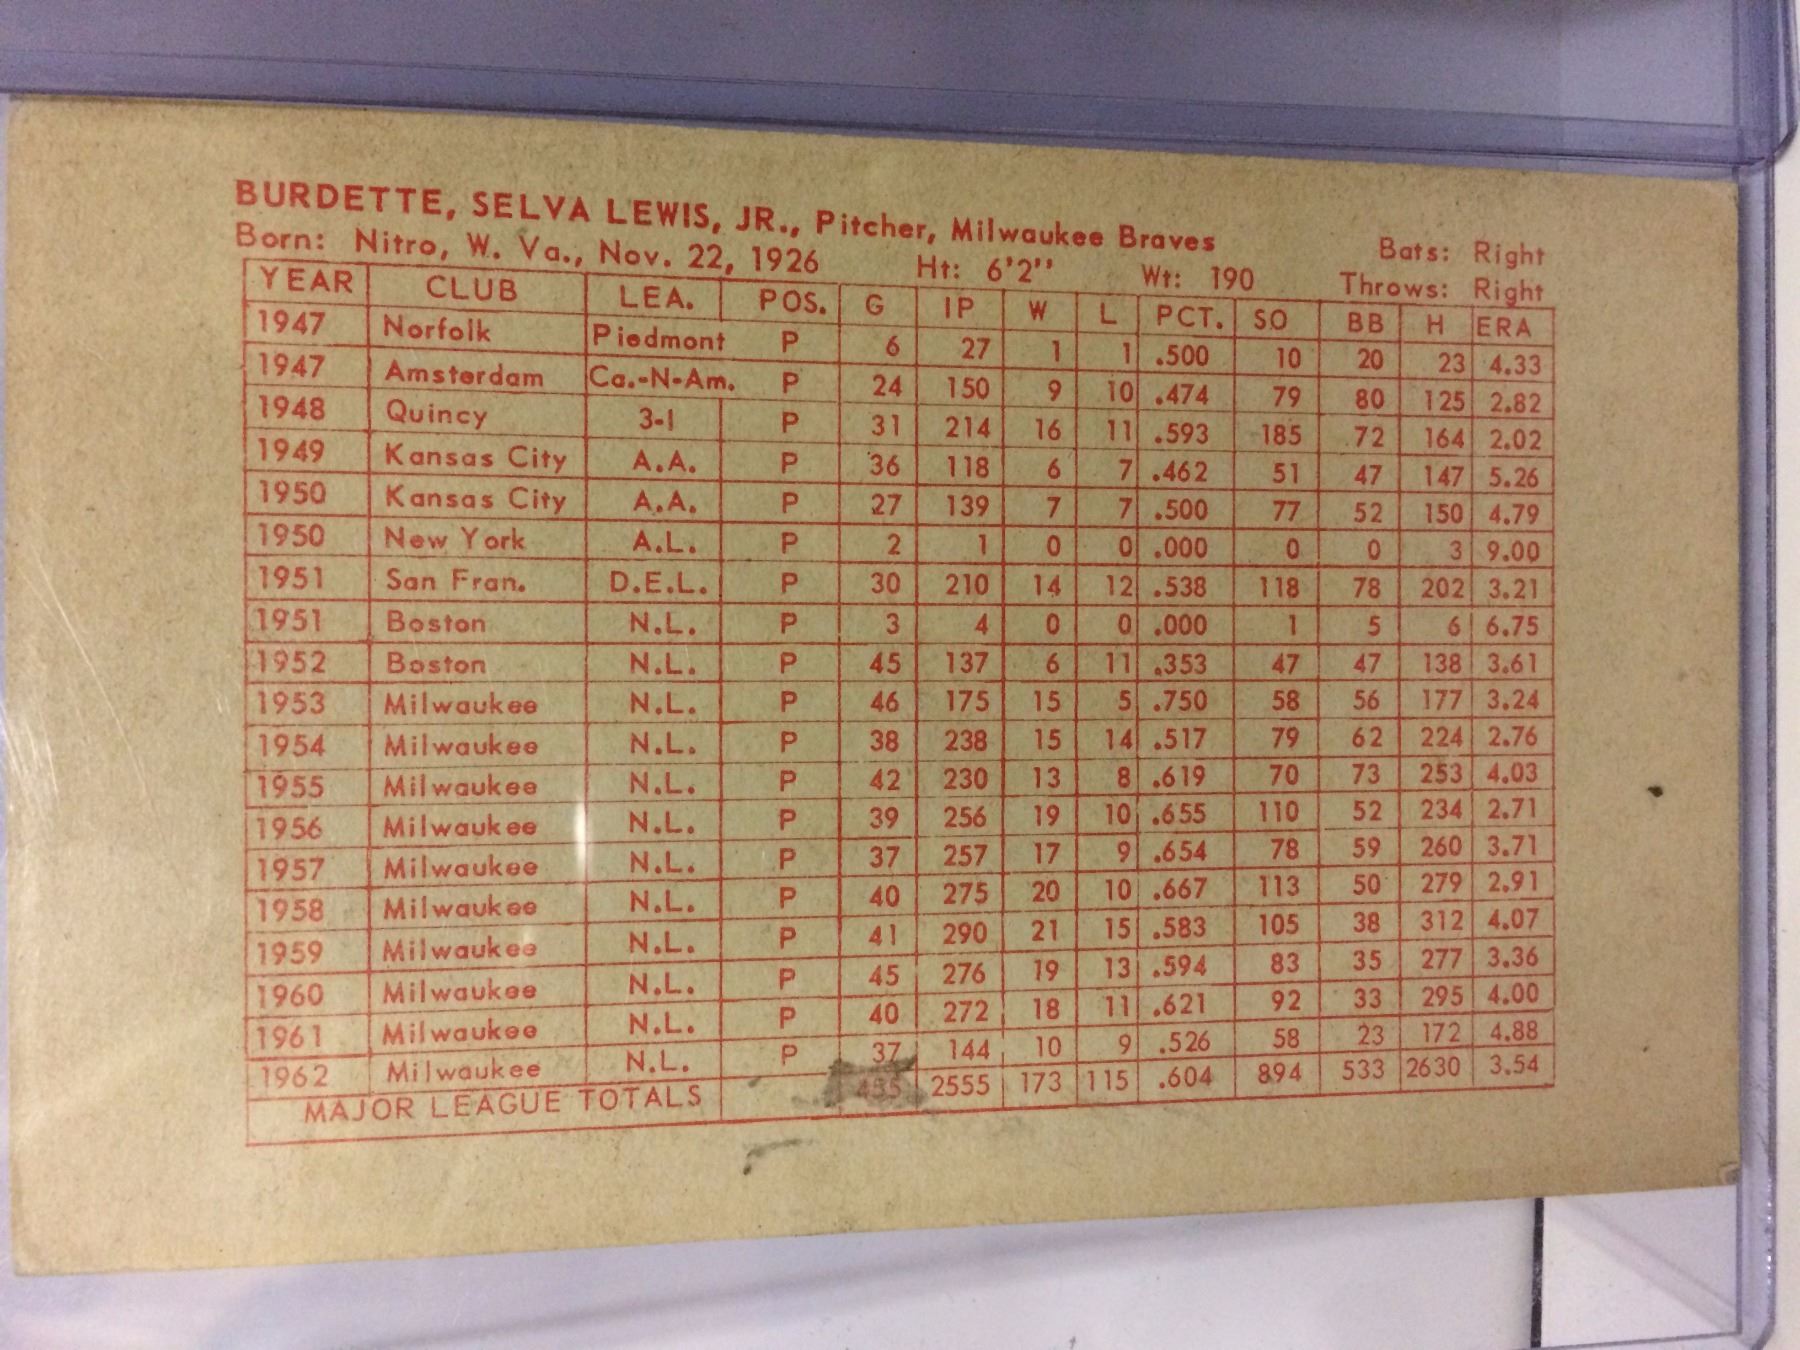 BURDETTE, SELVA LEWIS, JR., Pitcher, Milwaukee Braves Bats: Right
Born: Nitro, W. Va., Nov. 22, 1926 Ht: 6'2'' Wt: 190 Throws: Right
YEAR CLUB LEA. POS. G IP W L PCT. SO BB H ERA
1947 Norfolk Piedmont P 6 27 1 1 .500 10 20 23 4.33
1947 Amsterdam Ca.-N-Am. P 24 150 9 10 .474 79 80 125 2.82
1948 Quincy 3-I P 31 214 16 11 .593 185 72 164 2.02
1949 Kansas City A.A. P 36 118 6 7 .462 51 47 147 5.26
1950 Kansas City A.A. P 27 139 7 7 .500 77 52 150 4.79
1950 New York A.L. P 2 1 0 0 .000 0 0 3 9.00
1951 San Fran. D.E.L. P 30 210 14 12 .538 118 78 202 3.21
1951 Boston N.L. P 3 4 0 0 .000 1 5 6 6.75
1952 Boston N.L. P 45 137 6 11 .353 47 47 138 3.61
1953 Milwaukee N.L. P 46 175 15 5 .750 58 56 177 3.24
1954 Milwaukee N.L. P 38 238 15 14 .517 79 62 224 2.76
1955 Milwaukee N.L. P 42 230 13 8 .619 70 73 253 4.03
1956 Milwaukee N.L. P 39 256 19 10 .655 110 52 234 2.71
1957 Milwaukee N.L. P 37 257 17 9 .654 78 59 260 3.71
1958 Milwaukee N.L. P 40 275 20 10 .667 113 50 279 2.91
1959 Milwaukee N.L. P 41 290 21 15 .583 105 38 312 4.07
1960 Milwaukee N.L. P 45 276 19 13 .594 83 35 277 3.36
1961 Milwaukee N.L. P 40 272 18 11 .621 92 33 295 4.00
1962 Milwaukee N.L. P 37 144 10 9 .526 58 23 172 4.88
MAJOR LEAGUE TOTALS 455 2555 173 115 .604 894 533 2630 3.54